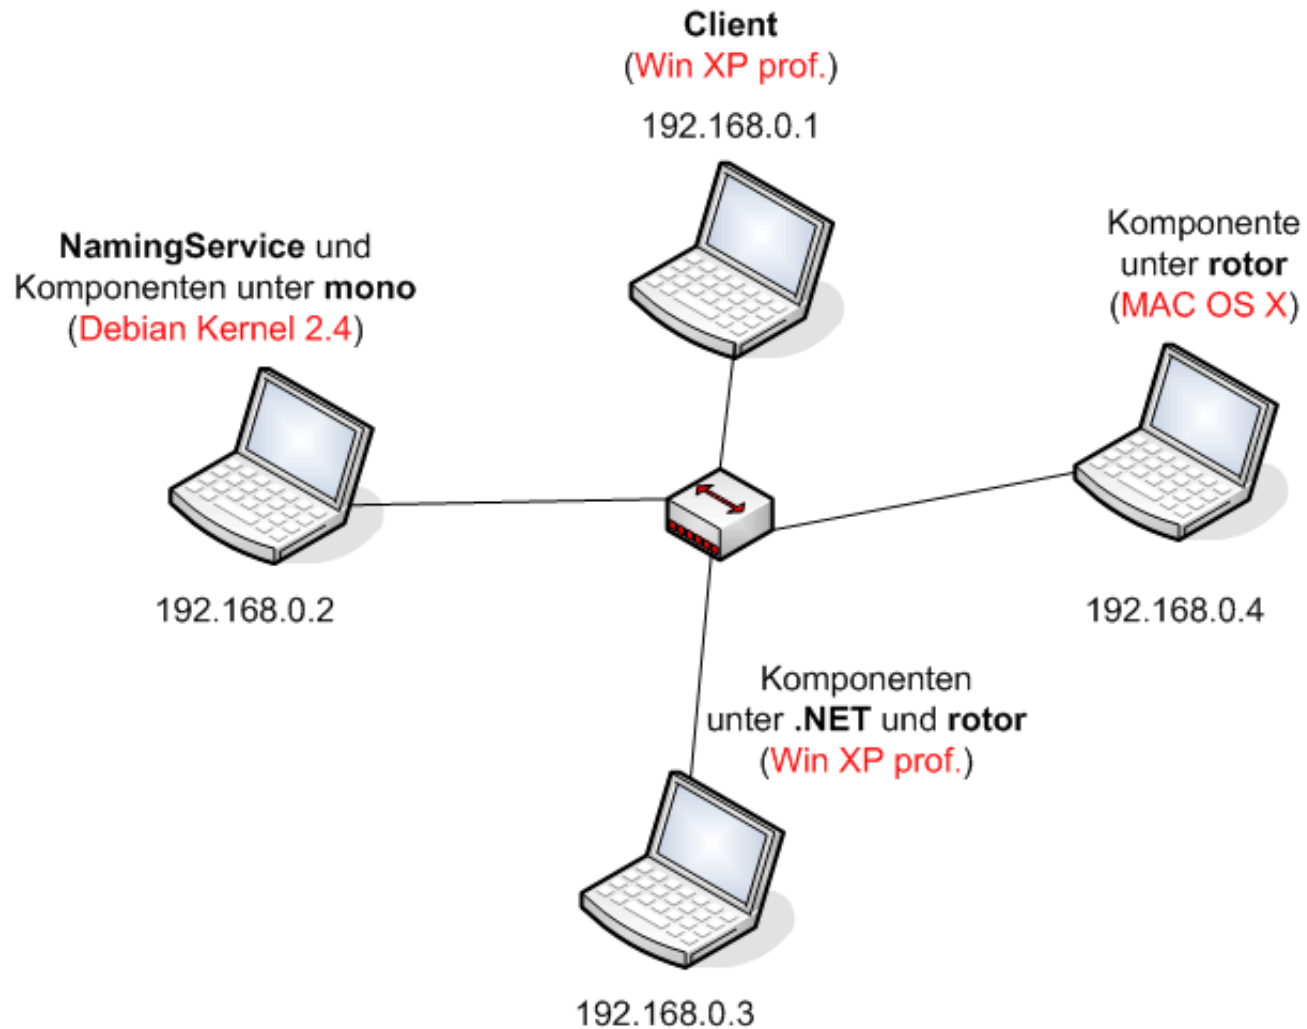 Client
(Win XP prof.)
192.168.0.1
NamingService und
Komponenten unter mono
(Debian Kernel 2.4)
192.168.0.2
Komponente
unter rotor
(MAC OS X)
192.168.0.4
Komponenten
unter .NET und rotor
(Win XP prof.)
192.168.0.3